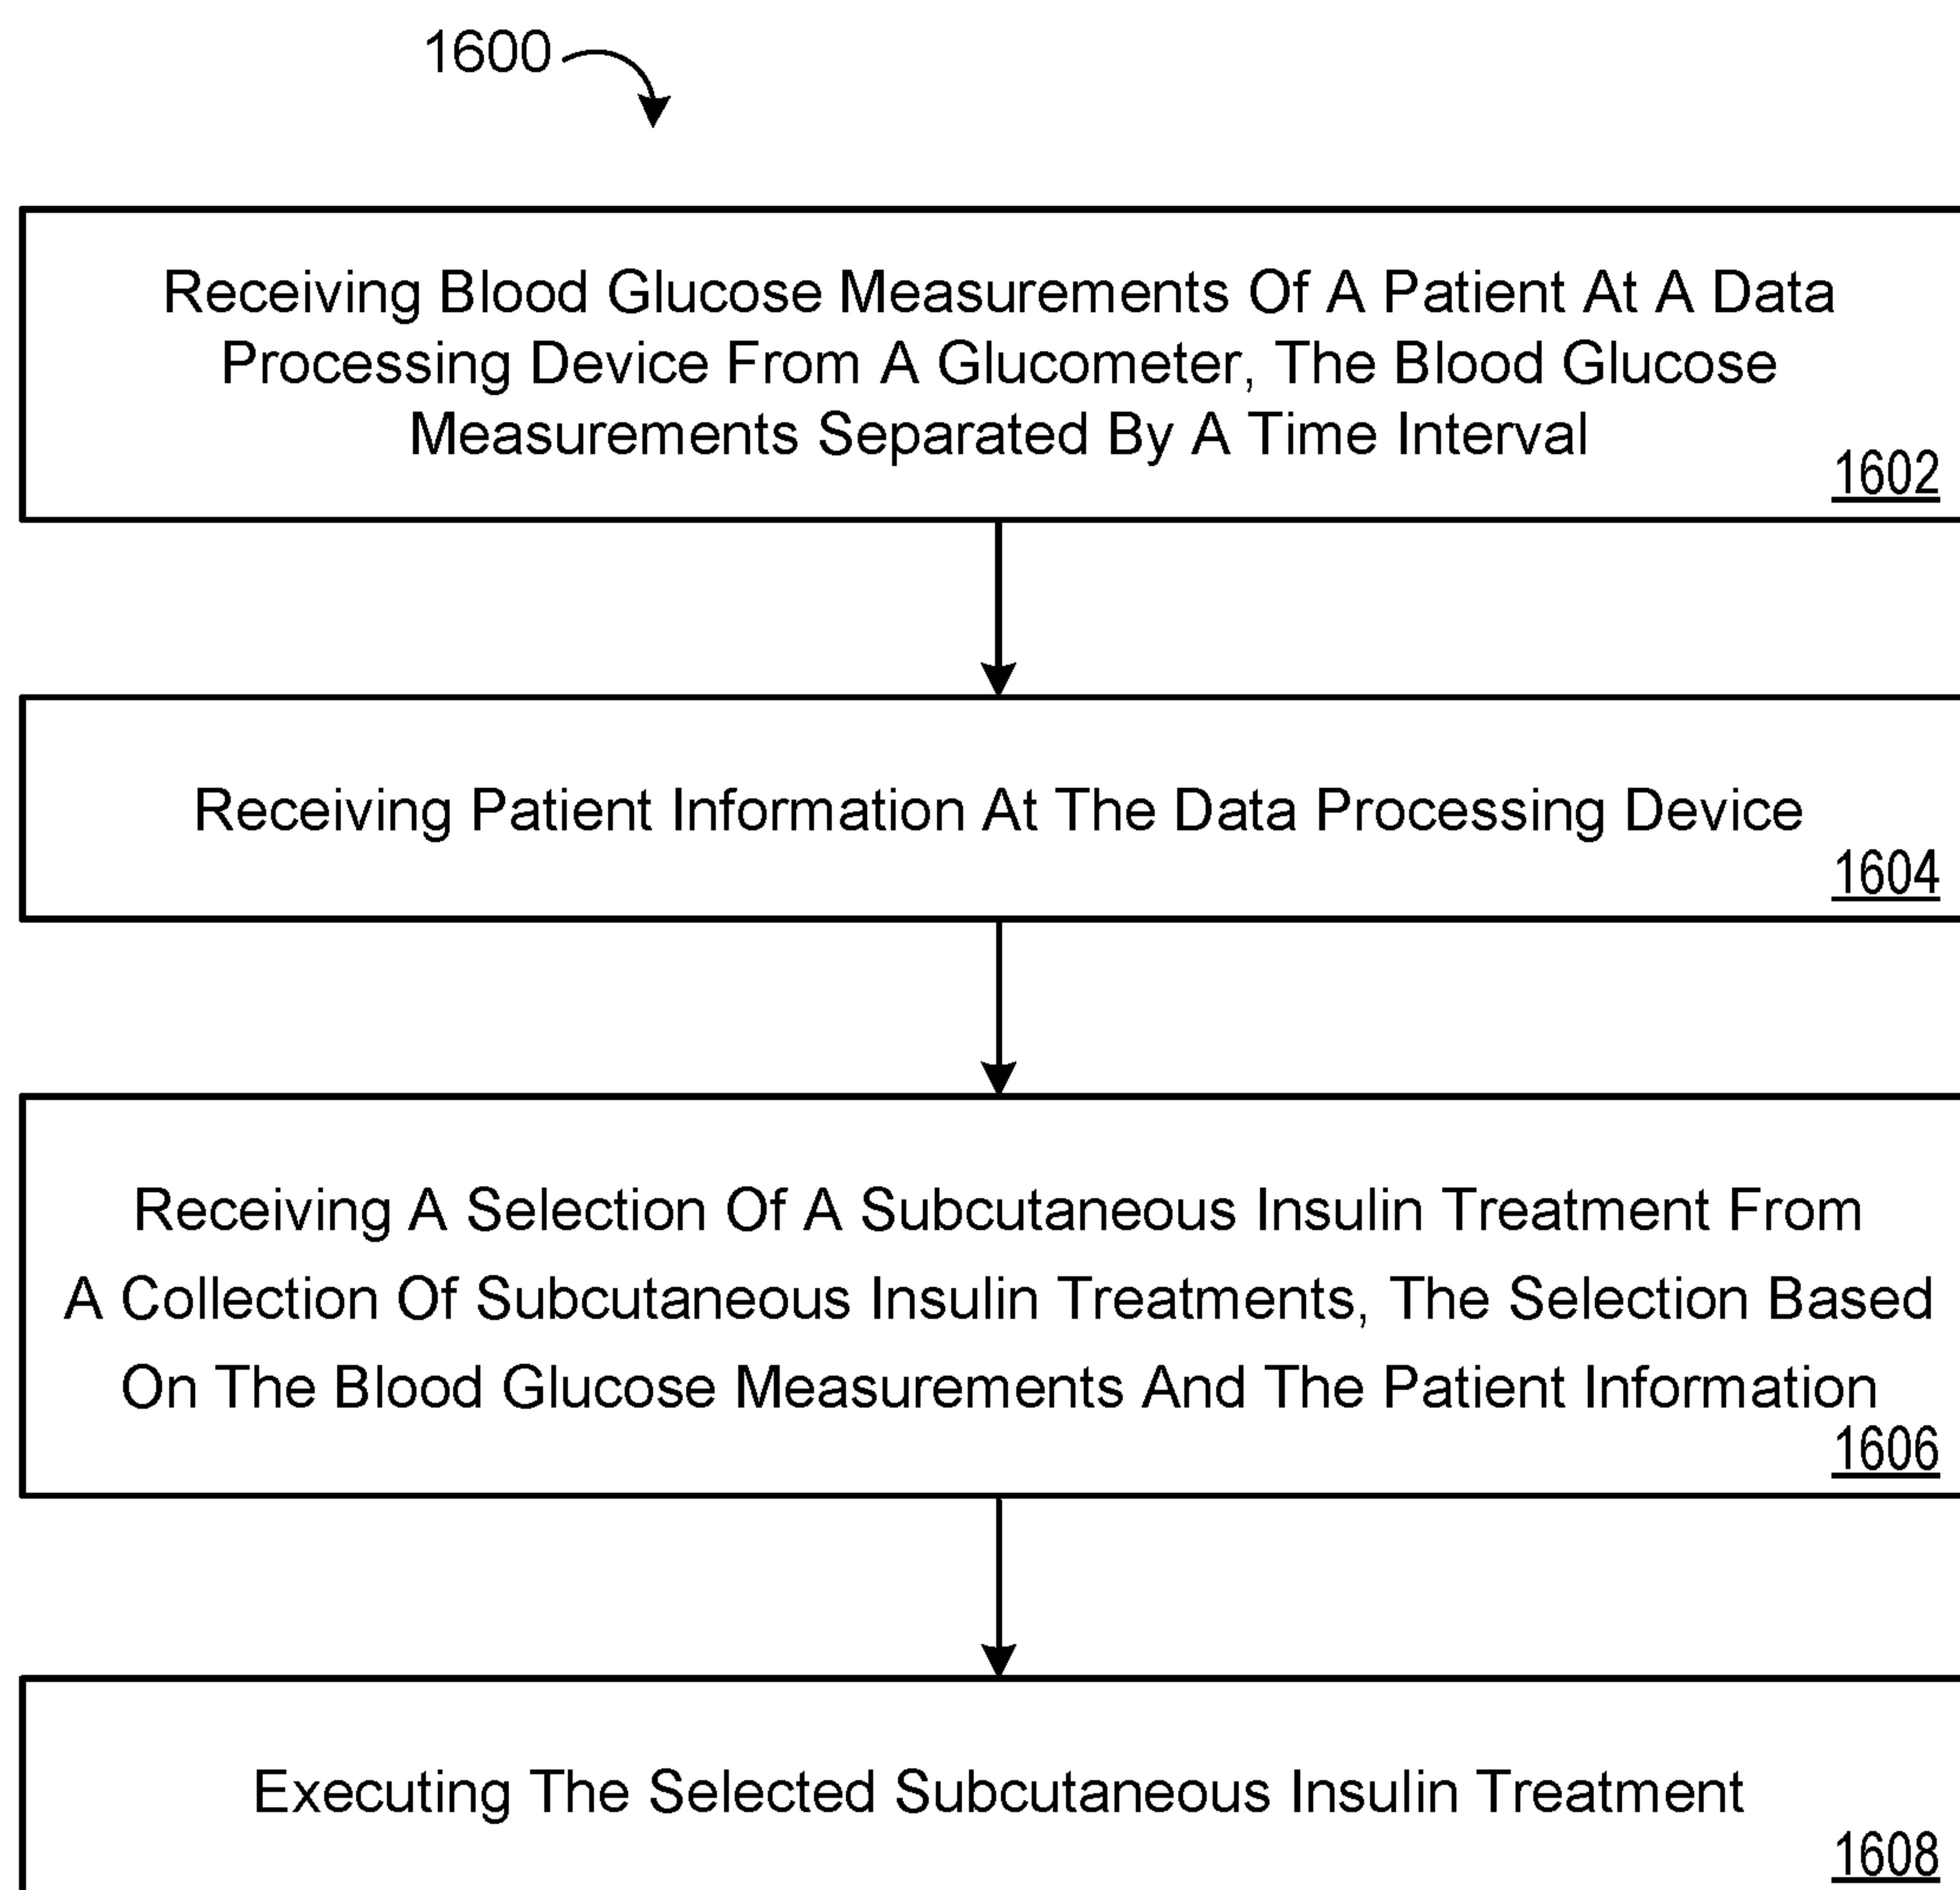 1600
Receiving Blood Glucose Measurements Of A Patient At A Data
Processing Device From A Glucometer, The Blood Glucose
Measurements Separated By A Time Interval
1602
Receiving Patient Information At The Data Processing Device
1604
Receiving A Selection Of A Subcutaneous Insulin Treatment From
A Collection Of Subcutaneous Insulin Treatments, The Selection Based
On The Blood Glucose Measurements And The Patient Information
1606
Executing The Selected Subcutaneous Insulin Treatment
1608